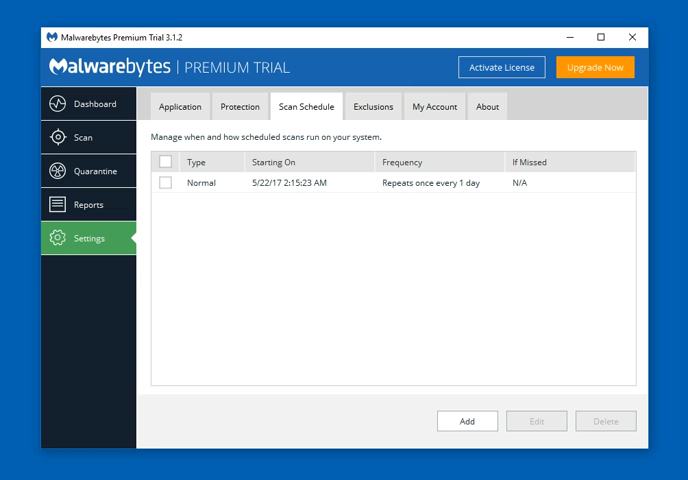 Malwarebytes Premium Trial 3.1.2
Malwarebytes | PREMIUM TRIAL
Activate License
Upgrade Now
Dashboard
Scan
Quarantine
Reports
Settings
Application Protection Scan Schedule Exclusions My Account About
Manage when and how scheduled scans run on your system.
Type Starting On Frequency If Missed
Normal 5/22/17 2:15:23 AM Repeats once every 1 day N/A
Add Edit Delete